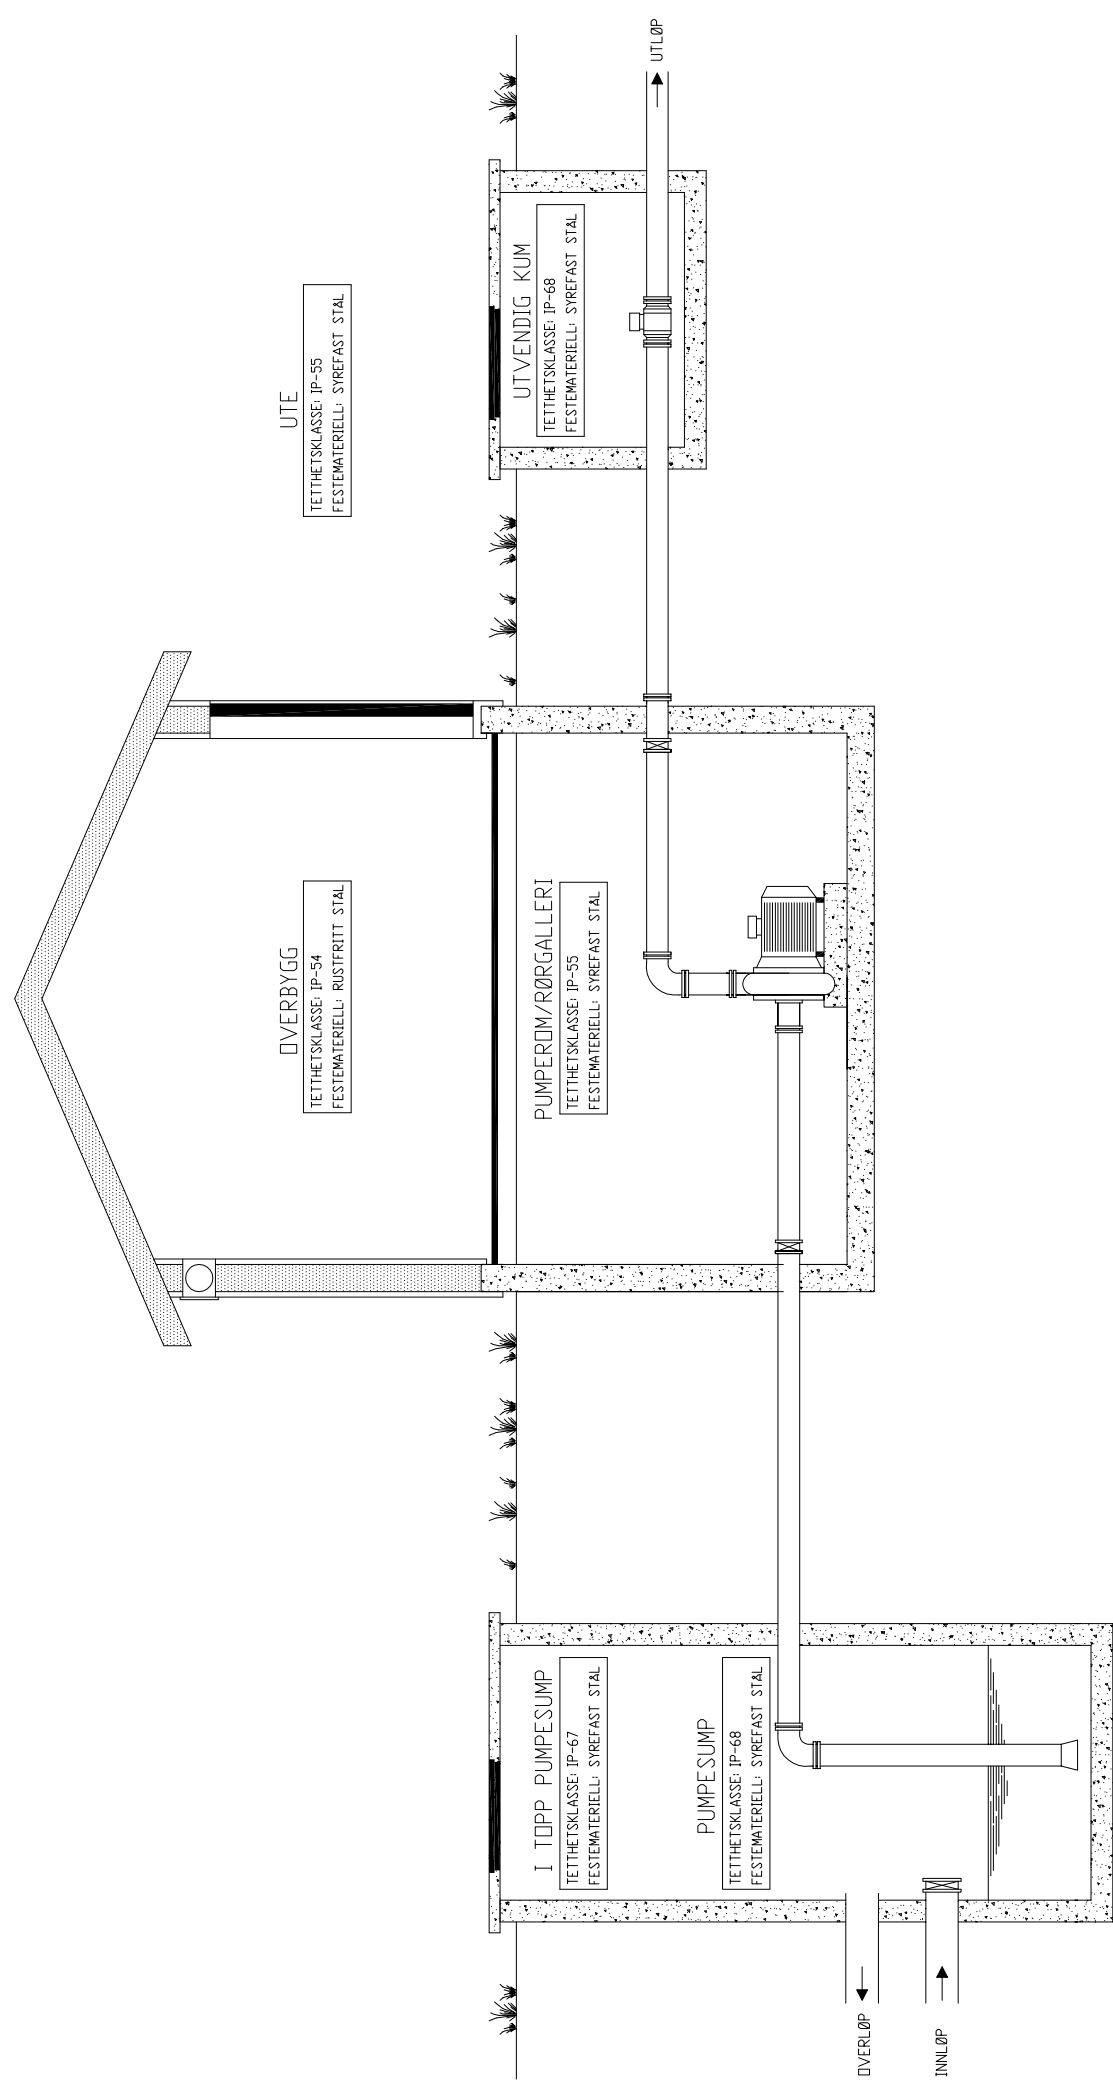 I TOPP PUMPESUMP
TETTHETSKLASSE: IP-67
FESTEMATERIELL: SYREFAST STÅL
PUMPESUMP
TETTHETSKLASSE: IP-68
FESTEMATERIELL: SYREFAST STÅL
OVERLØP
INNLØP
OVERBYGG
TETTHETSKLASSE: IP-54
FESTEMATERIELL: RUSTFRITT STÅL
PUMPEROM/RØRGALLERI
TETTHETSKLASSE: IP-55
FESTEMATERIELL: SYREFAST STÅL
UTE
TETTHETSKLASSE: IP-55
FESTEMATERIELL: SYREFAST STÅL
UTVENDIG KUM
TETTHETSKLASSE: IP-68
FESTEMATERIELL: SYREFAST STÅL
UTLØP